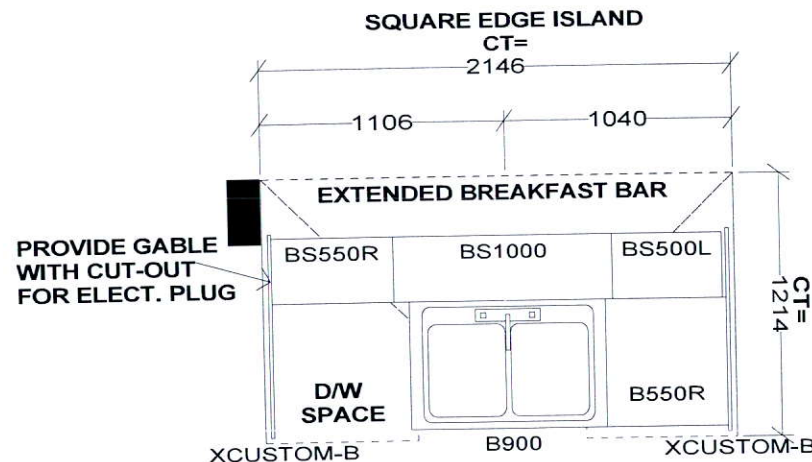 SQUARE EDGE ISLAND
CT=
2146
1106
1040
EXTENDED BREAKFAST BAR
PROVIDE GABLE
WITH CUT-OUT
FOR ELECT. PLUG
BS550R
BS1000
BS500L
CT=
1214
D/W
SPACE
B550R
XCUSTOM-B
B900
XCUSTOM-B